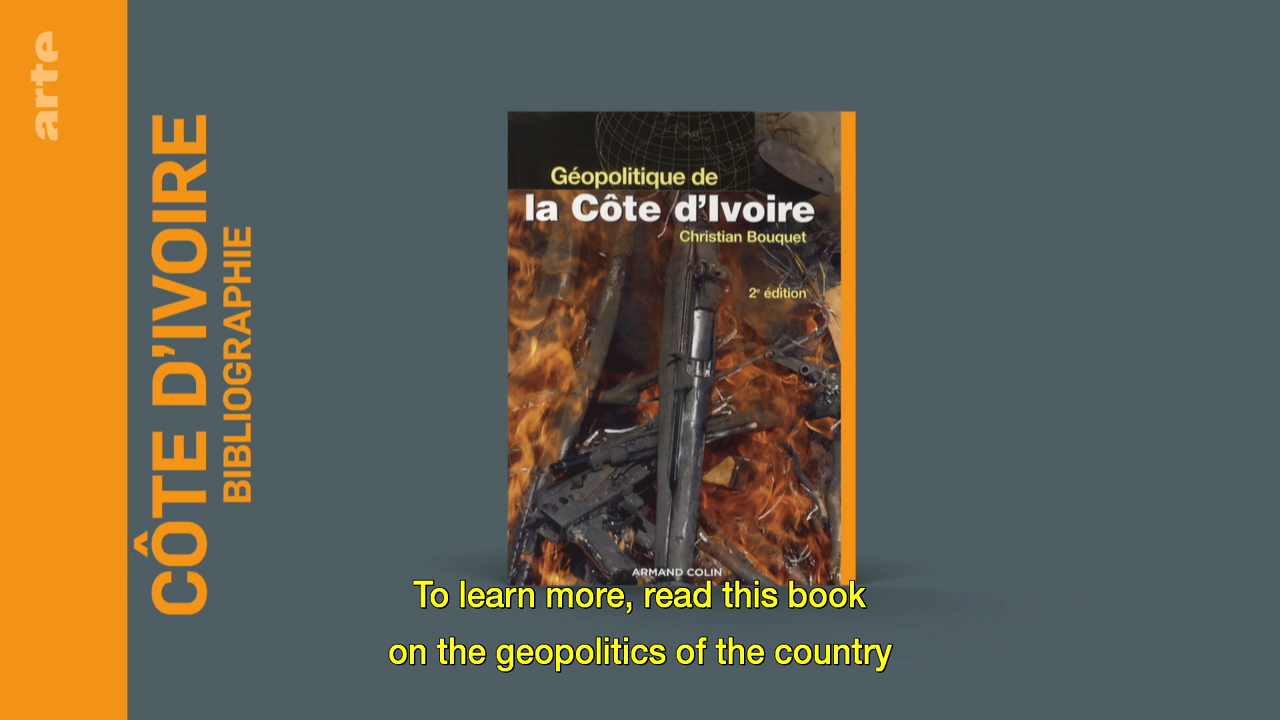 arte
CÔTE D'IVOIRE
BIBLIOGRAPHIE
Géopolitique de
la Côte d'Ivoire
Christian Bouquet
2e édition
ARMAND COLIN
To learn more, read this book
on the geopolitics of the country